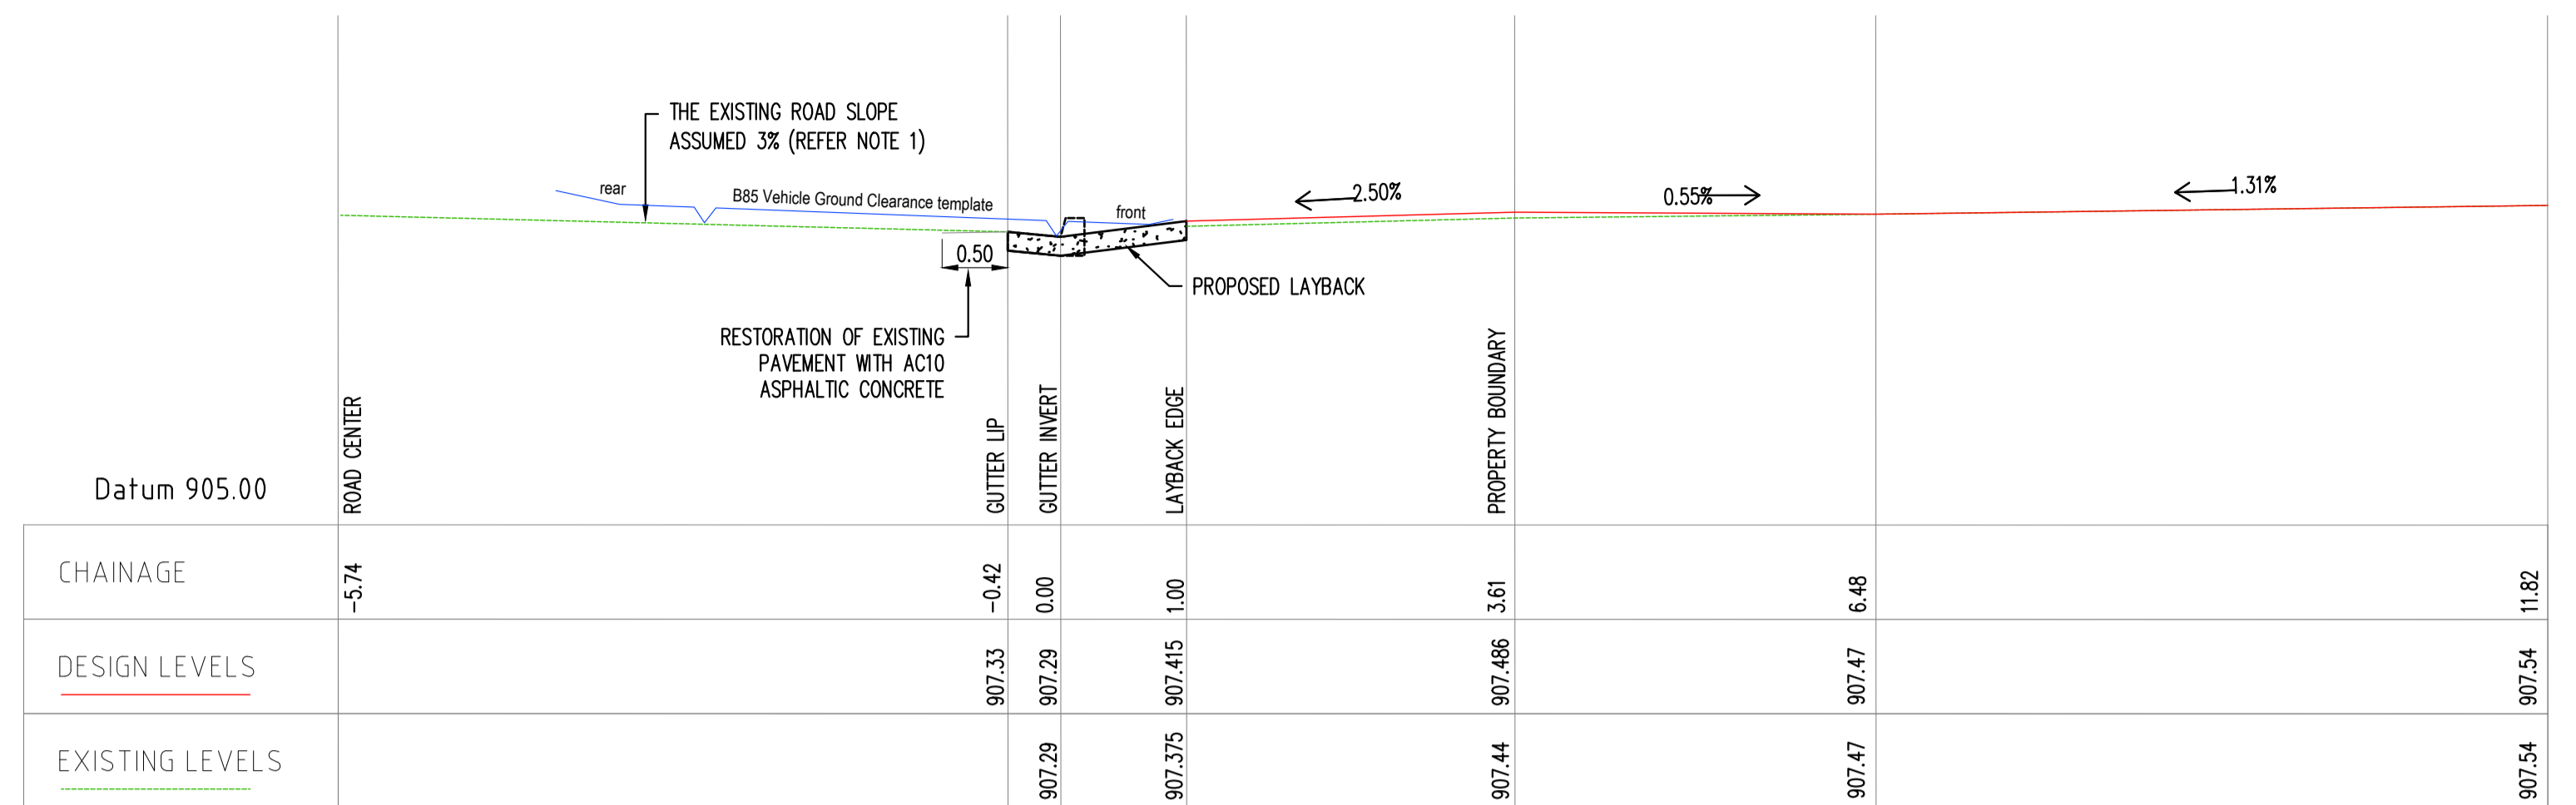 THE EXISTING ROAD SLOPE
ASSUMED 3% (REFER NOTE 1)
rear
B85 Vehicle Ground Clearance template
front
2.50%
0.55%
1.31%
0.50
PROPOSED LAYBACK
RESTORATION OF EXISTING
PAVEMENT WITH AC10
ASPHALTIC CONCRETE
ROAD CENTER
GUTTER LIP
GUTTER INVERT
LAYBACK EDGE
PROPERTY BOUNDARY
Datum 905.00
CHAINAGE
-5.74
-0.42
0.00
1.00
3.61
6.48
11.82
DESIGN LEVELS
907.33
907.29
907.415
907.486
907.47
907.54
EXISTING LEVELS
907.29
907.375
907.44
907.47
907.54